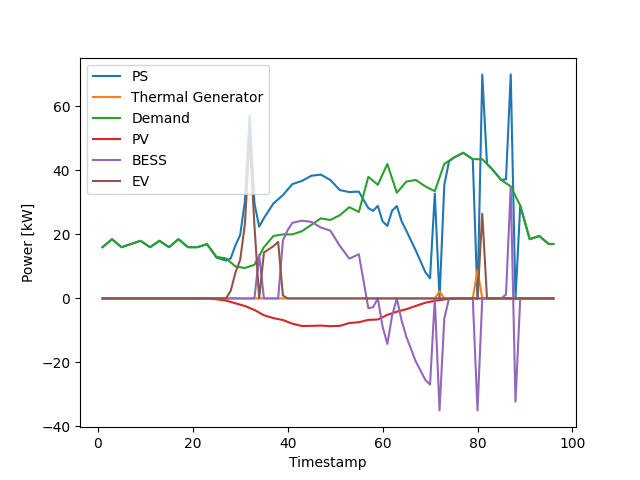 PS
Thermal Generator
Demand
PV
BESS
EV
Power [kW]
60
40
20
0
−20
−40
0 20 40 60 80 100
Timestamp